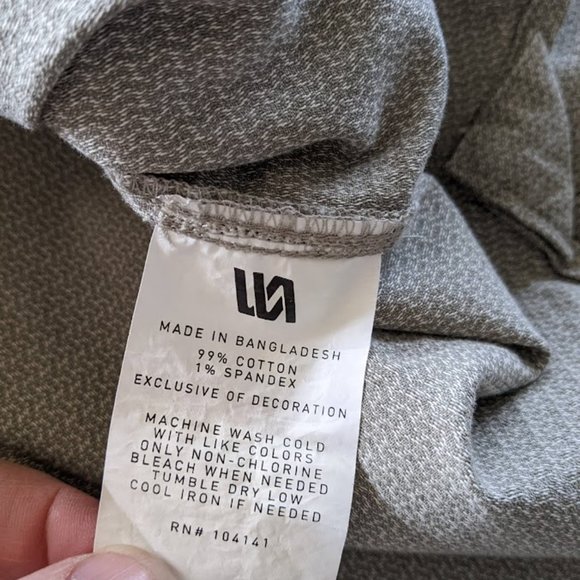 MADE IN BANGLADESH
99% COTTON
1% SPANDEX
EXCLUSIVE OF DECORATION
MACHINE WASH COLD
WITH LIKE COLORS
ONLY NON-CHLORINE
BLEACH WHEN NEEDED
TUMBLE DRY LOW
COOL IRON IF NEEDED
RN# 104141